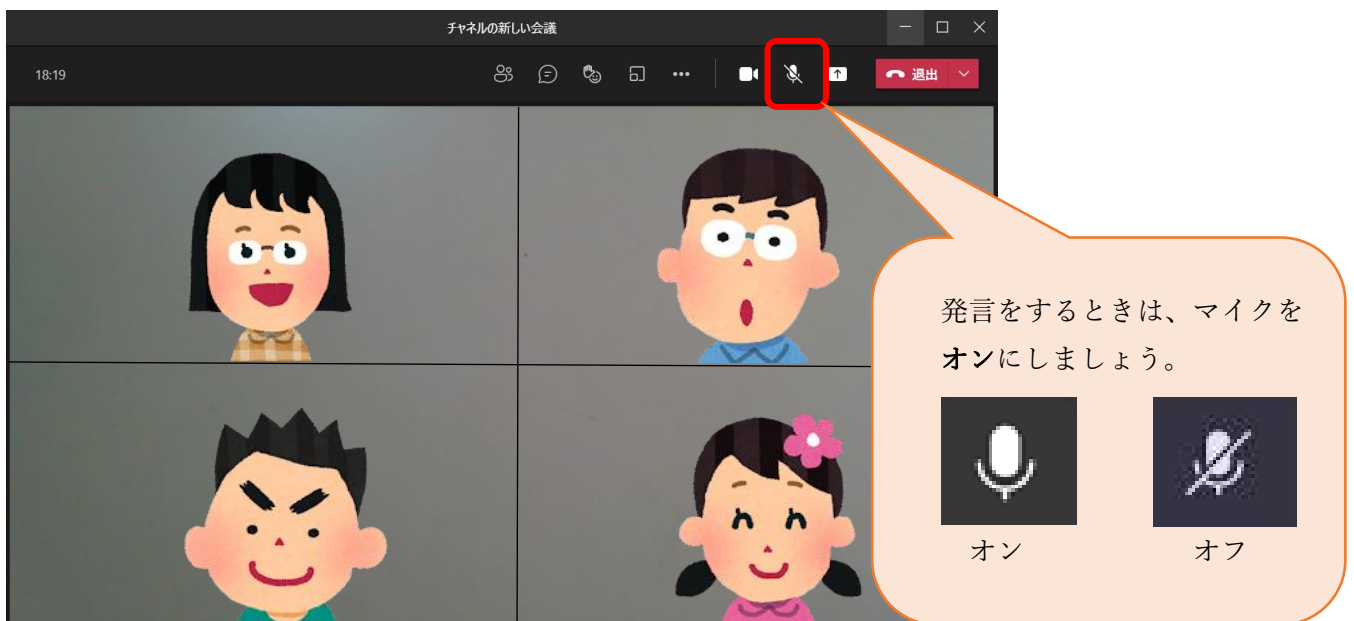 チャネルの新しい会議
18:19
退出
発言をするときは、マイクを
オンにしましょう。
オン
オフ